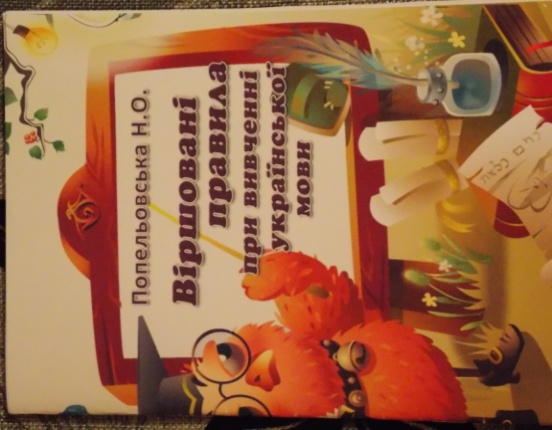 Попельовська Н.О.
Віршовані
правила
при вивченні
української
мови